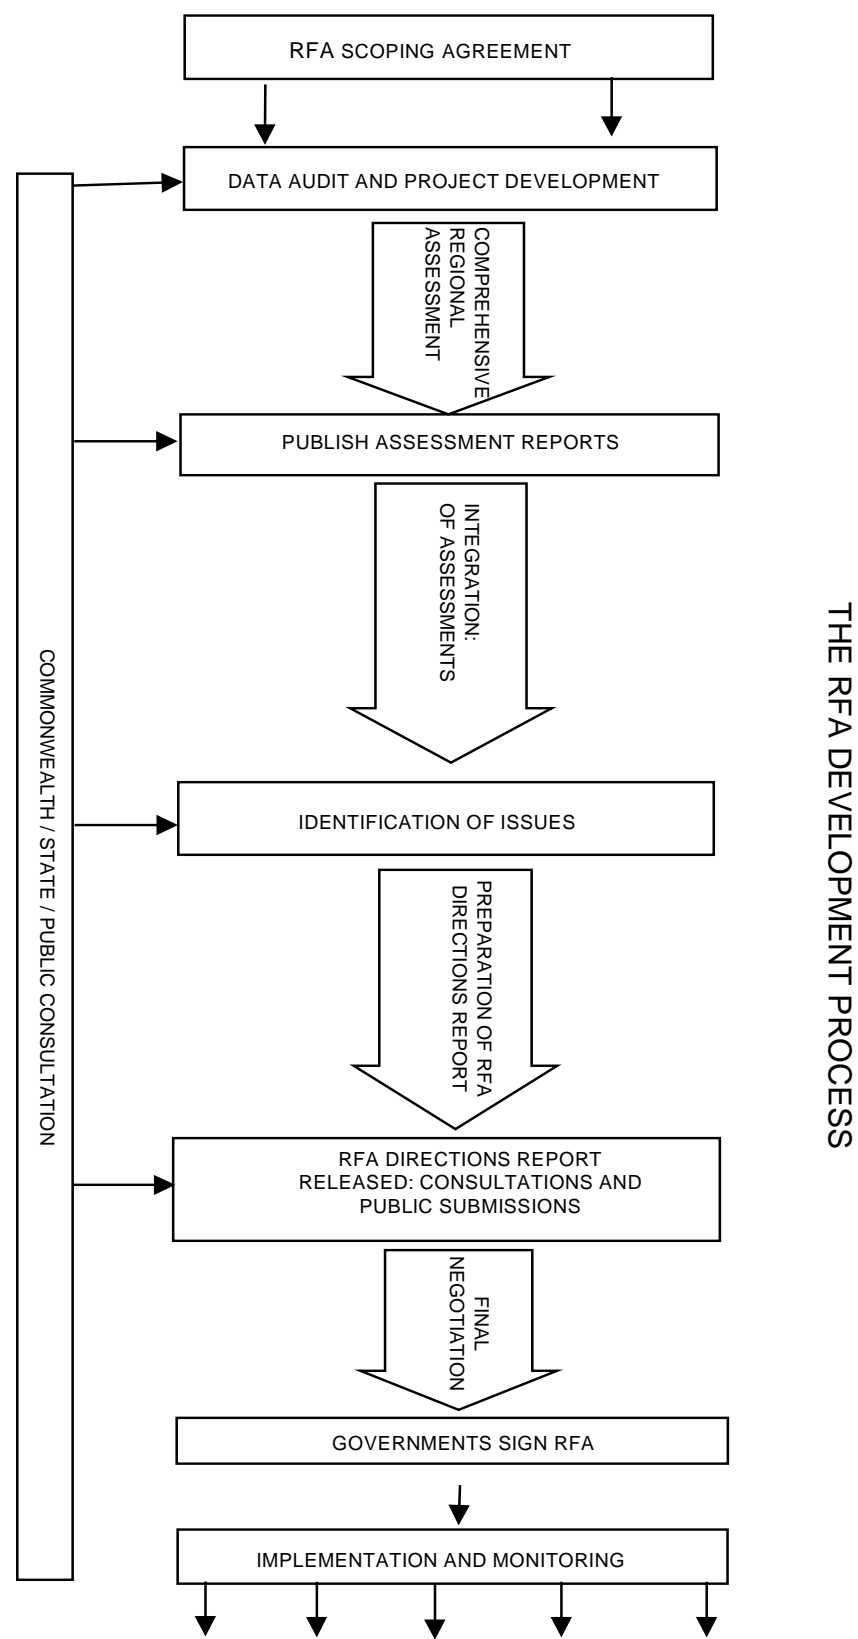 RFA SCOPING AGREEMENT
DATA AUDIT AND PROJECT DEVELOPMENT
COMPREHENSIVE
REGIONAL
ASSESSMENT
PUBLISH ASSESSMENT REPORTS
INTEGRATION:
OF ASSESSMENTS
IDENTIFICATION OF ISSUES
PREPARATION OF RFA
DIRECTIONS REPORT
RFA DIRECTIONS REPORT
RELEASED: CONSULTATIONS AND
PUBLIC SUBMISSIONS
FINAL
NEGOTIATION
GOVERNMENTS SIGN RFA
IMPLEMENTATION AND MONITORING
COMMONWEALTH / STATE / PUBLIC CONSULTATION
THE RFA DEVELOPMENT PROCESS